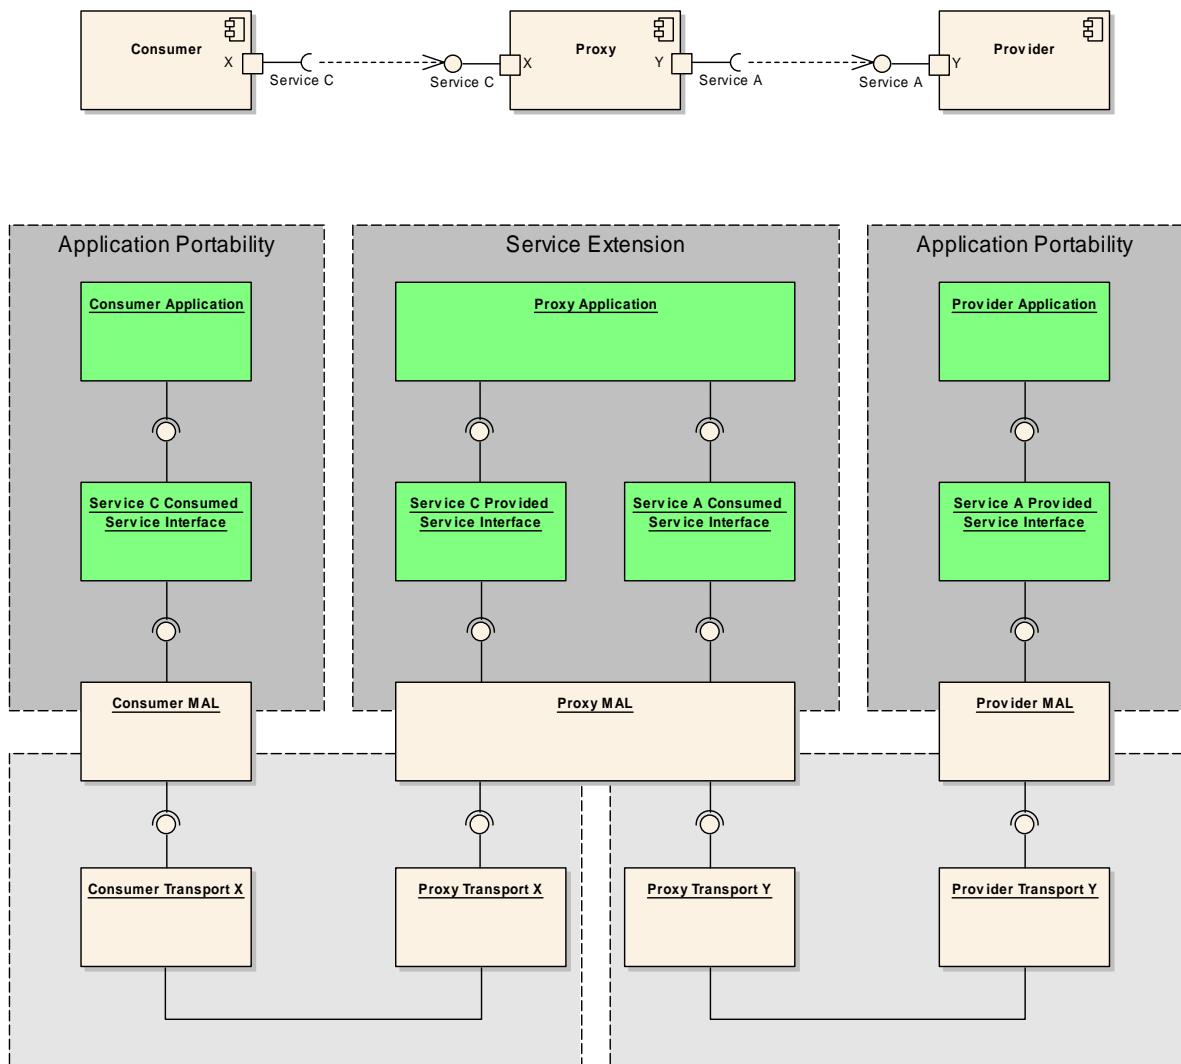 Consumer
X
Service C
Service C
X
Proxy
Y
Service A
Service A
Y
Provider
Application Portability
Service Extension
Application Portability
Consumer Application
Proxy Application
Provider Application
Service C Consumed
Service Interface
Service C Provided
Service Interface
Service A Consumed
Service Interface
Service A Provided
Service Interface
Consumer MAL
Proxy MAL
Provider MAL
Consumer Transport X
Proxy Transport X
Proxy Transport Y
Provider Transport Y